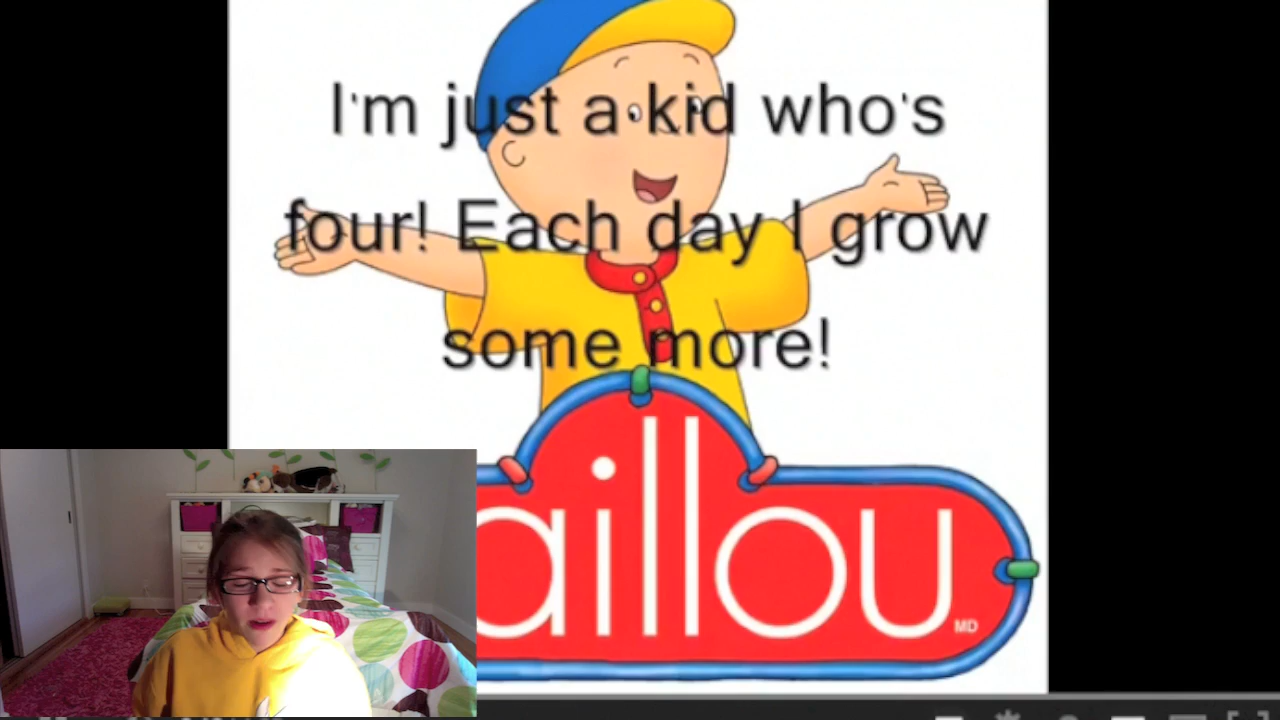 I'm just a kid who's
four! Each day I grow
some more!
aillou
MD